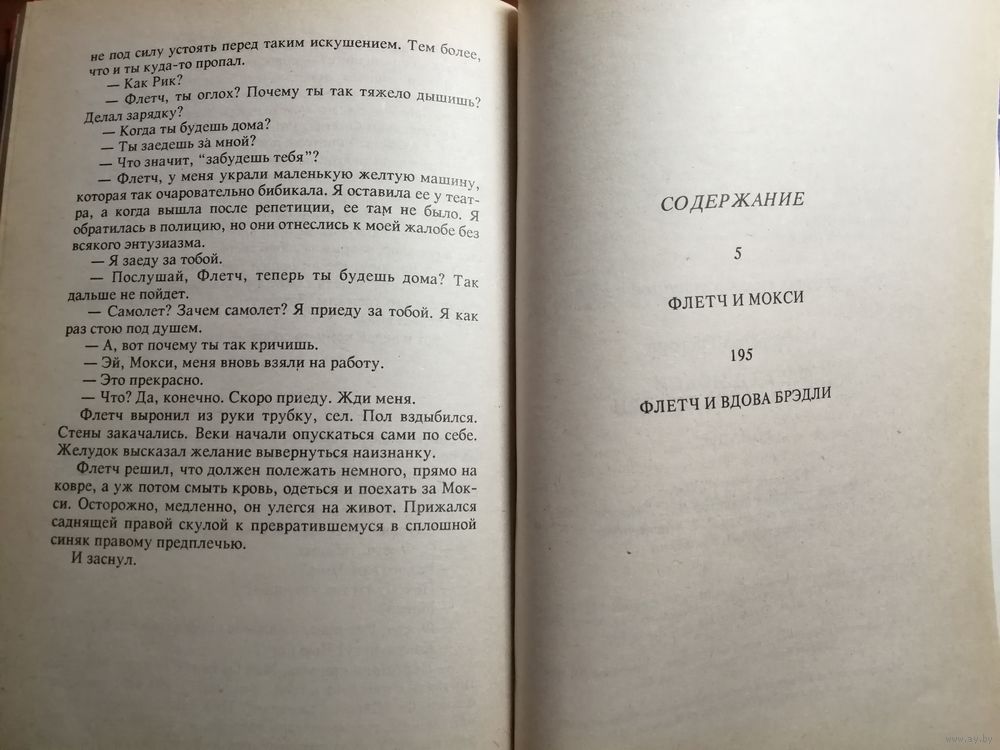 не под силу устоять перед таким искушением. Тем более,
что и ты куда-то пропал.
— Как Рик?
— Флетч, ты оглох? Почему ты так тяжело дышишь?
Делал зарядку?
— Когда ты будешь дома?
— Ты заедешь за мной?
— Что значит, "забудешь тебя"?
— Флетч, у меня украли маленькую желтую машину,
которая так очаровательно бибикала. Я оставила ее у теат-
ра, а когда вышла после репетиции, ее там не было. Я
обратилась в полицию, но они отнеслись к моей жалобе без
всякого энтузиазма.
— Я заеду за тобой.
— Послушай, Флетч, теперь ты будешь дома? Так
дальше не пойдет.
— Самолет? Зачем самолет? Я приеду за тобой. Я как
раз стою под душем.
— А, вот почему ты так кричишь.
— Эй, Мокси, меня вновь взяли на работу.
— Это прекрасно.
— Что? Да, конечно. Скоро приеду. Жди меня.
Флетч выронил из руки трубку, сел. Пол вздыбился.
Стены закачались. Веки начали опускаться сами по себе.
Желудок высказал желание вывернуться наизнанку.
Флетч решил, что должен полежать немного, прямо на
ковре, а уж потом смыть кровь, одеться и поехать за Мок-
си. Осторожно, медленно, он улегся на живот. Прижался
саднящей правой скулой к превратившемуся в сплошной
синяк правому предплечью.
И заснул.
СОДЕРЖАНИЕ
5
ФЛЕТЧ И МОКСИ
195
ФЛЕТЧ И ВДОВА БРЭДЛИ
www.ay.by